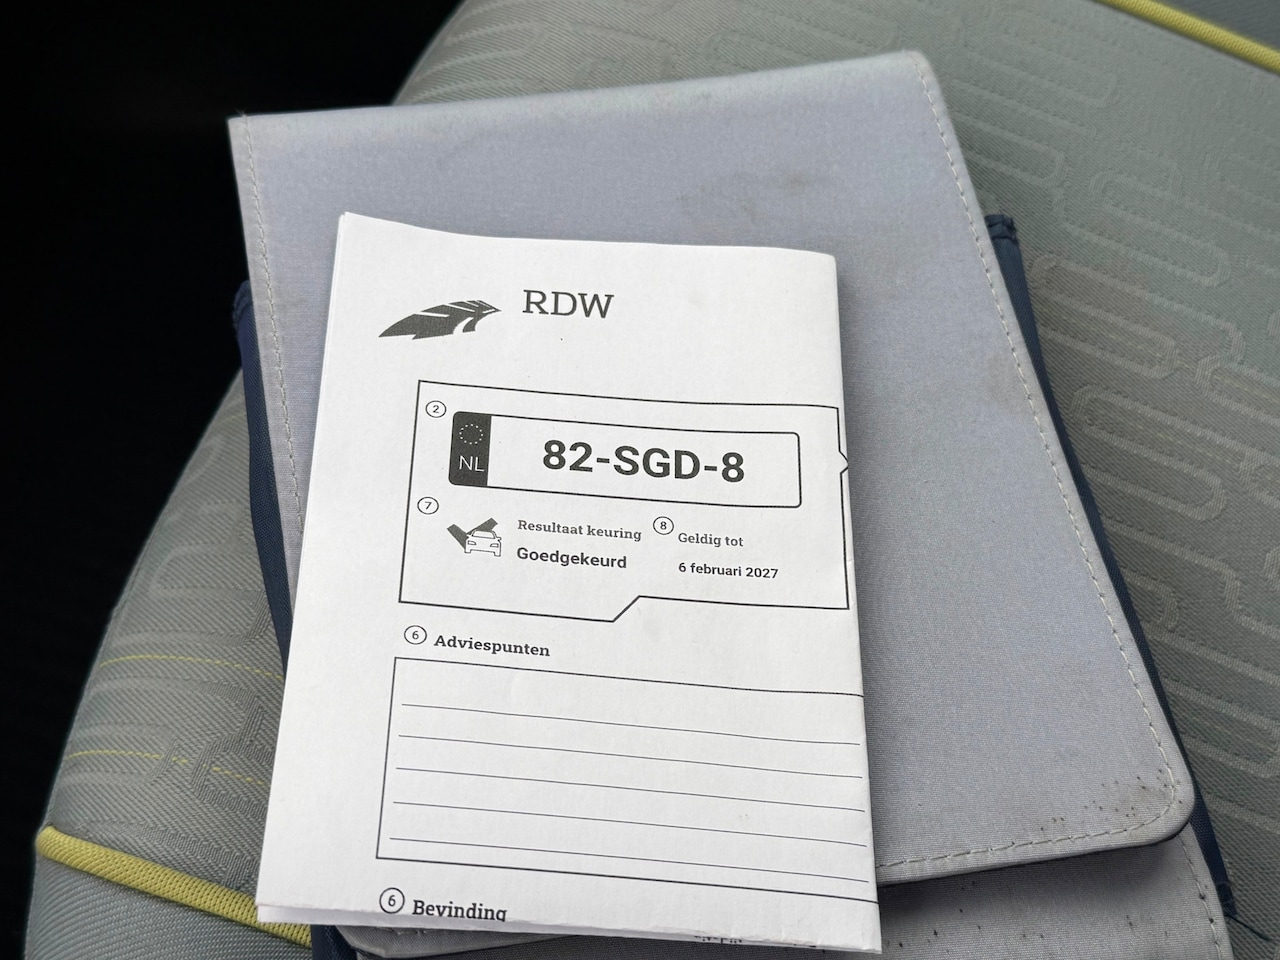 RDW
2
NL
82-SGD-8
7
Resultaat keuring
Goedgekeurd
8
Geldig tot
6 februari 2027
6 Adviespunten
6 Bevinding